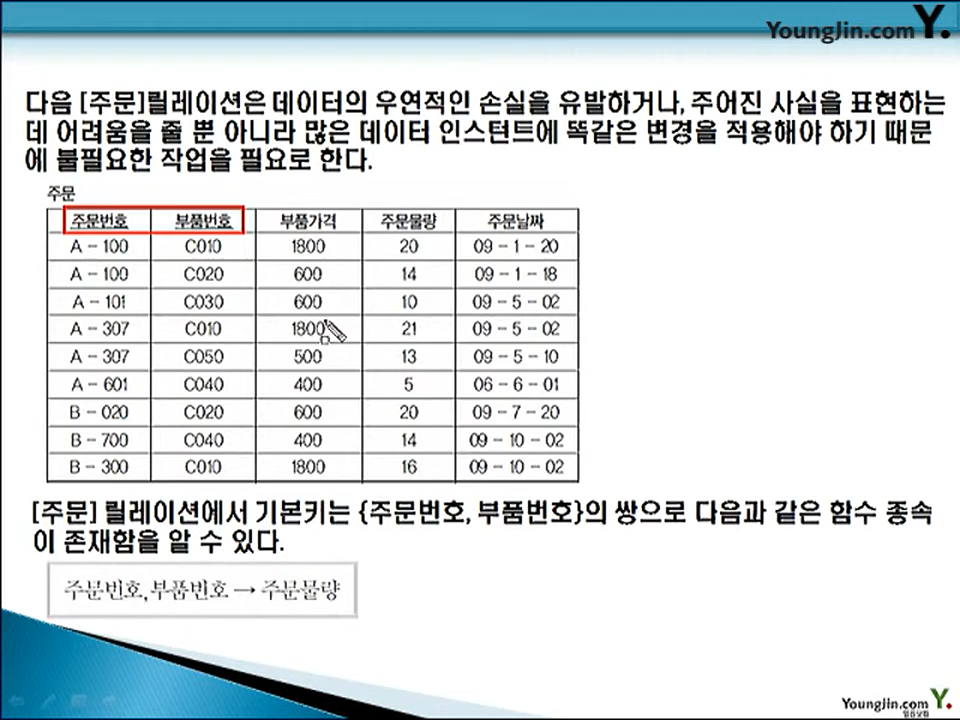 YoungJin.com Y.
다음 [주문]릴레이션은 데이터의 우연적인 손실을 유발하거나, 주어진 사실을 표현하는
데 어려움을 줄 뿐 아니라 많은 데이터 인스턴트에 똑같은 변경을 적용해야 하기 때문
에 불필요한 작업을 필요로 한다.
주문
주문번호 부품번호 부품가격 주문물량 주문날짜
A - 100 C010 1800 20 09 - 1 - 20
A - 100 C020 600 14 09 - 1 - 18
A - 101 C030 600 10 09 - 5 - 02
A - 307 C010 1800 21 09 - 5 - 02
A - 307 C050 500 13 09 - 5 - 10
A - 601 C040 400 5 06 - 6 - 01
B - 020 C020 600 20 09 - 7 - 20
B - 700 C040 400 14 09 - 10 - 02
B - 300 C010 1800 16 09 - 10 - 02
[주문] 릴레이션에서 기본키는 {주문번호, 부품번호}의 쌍으로 다음과 같은 함수 종속
이 존재함을 알 수 있다.
주문번호,부품번호 → 주문물량
YoungJin.com Y.